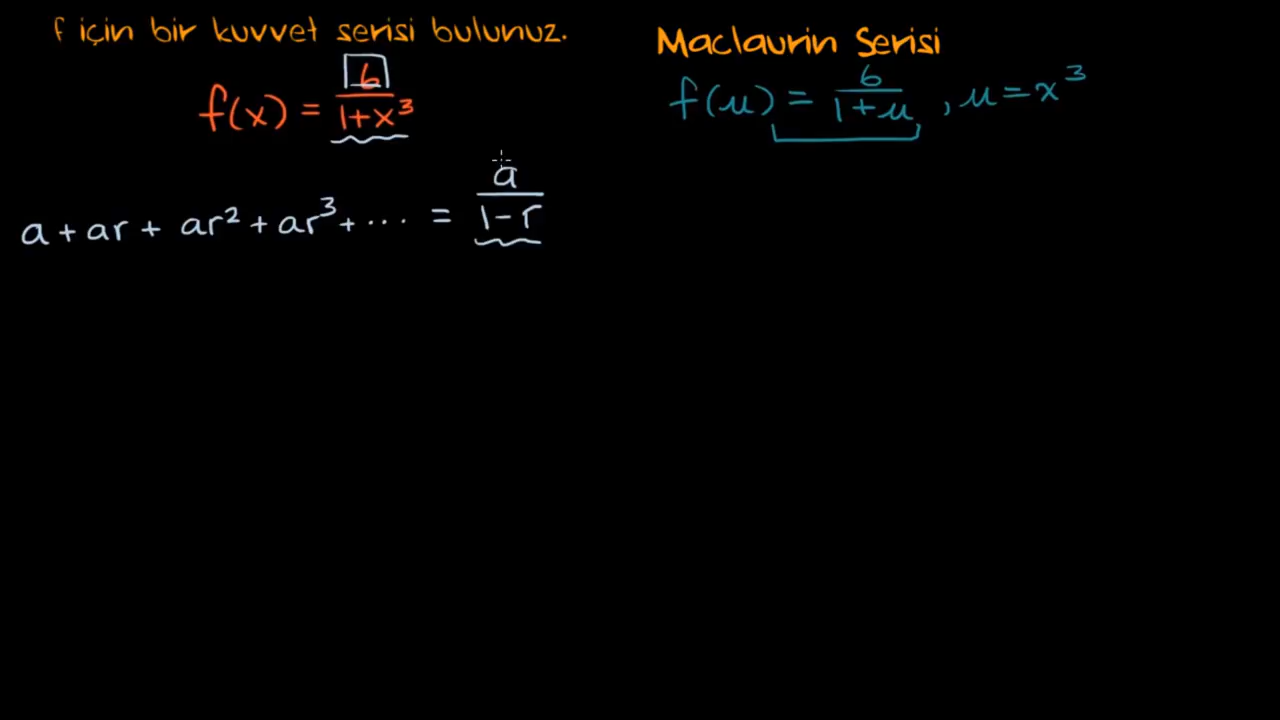 f için bir kuvvet serisi bulunuz.
f(x) = 6/(1+x³)
a + ar + ar² + ar³ + ... = a/(1-r)
Maclaurin Serisi
f(u) = 6/(1+u), u=x³